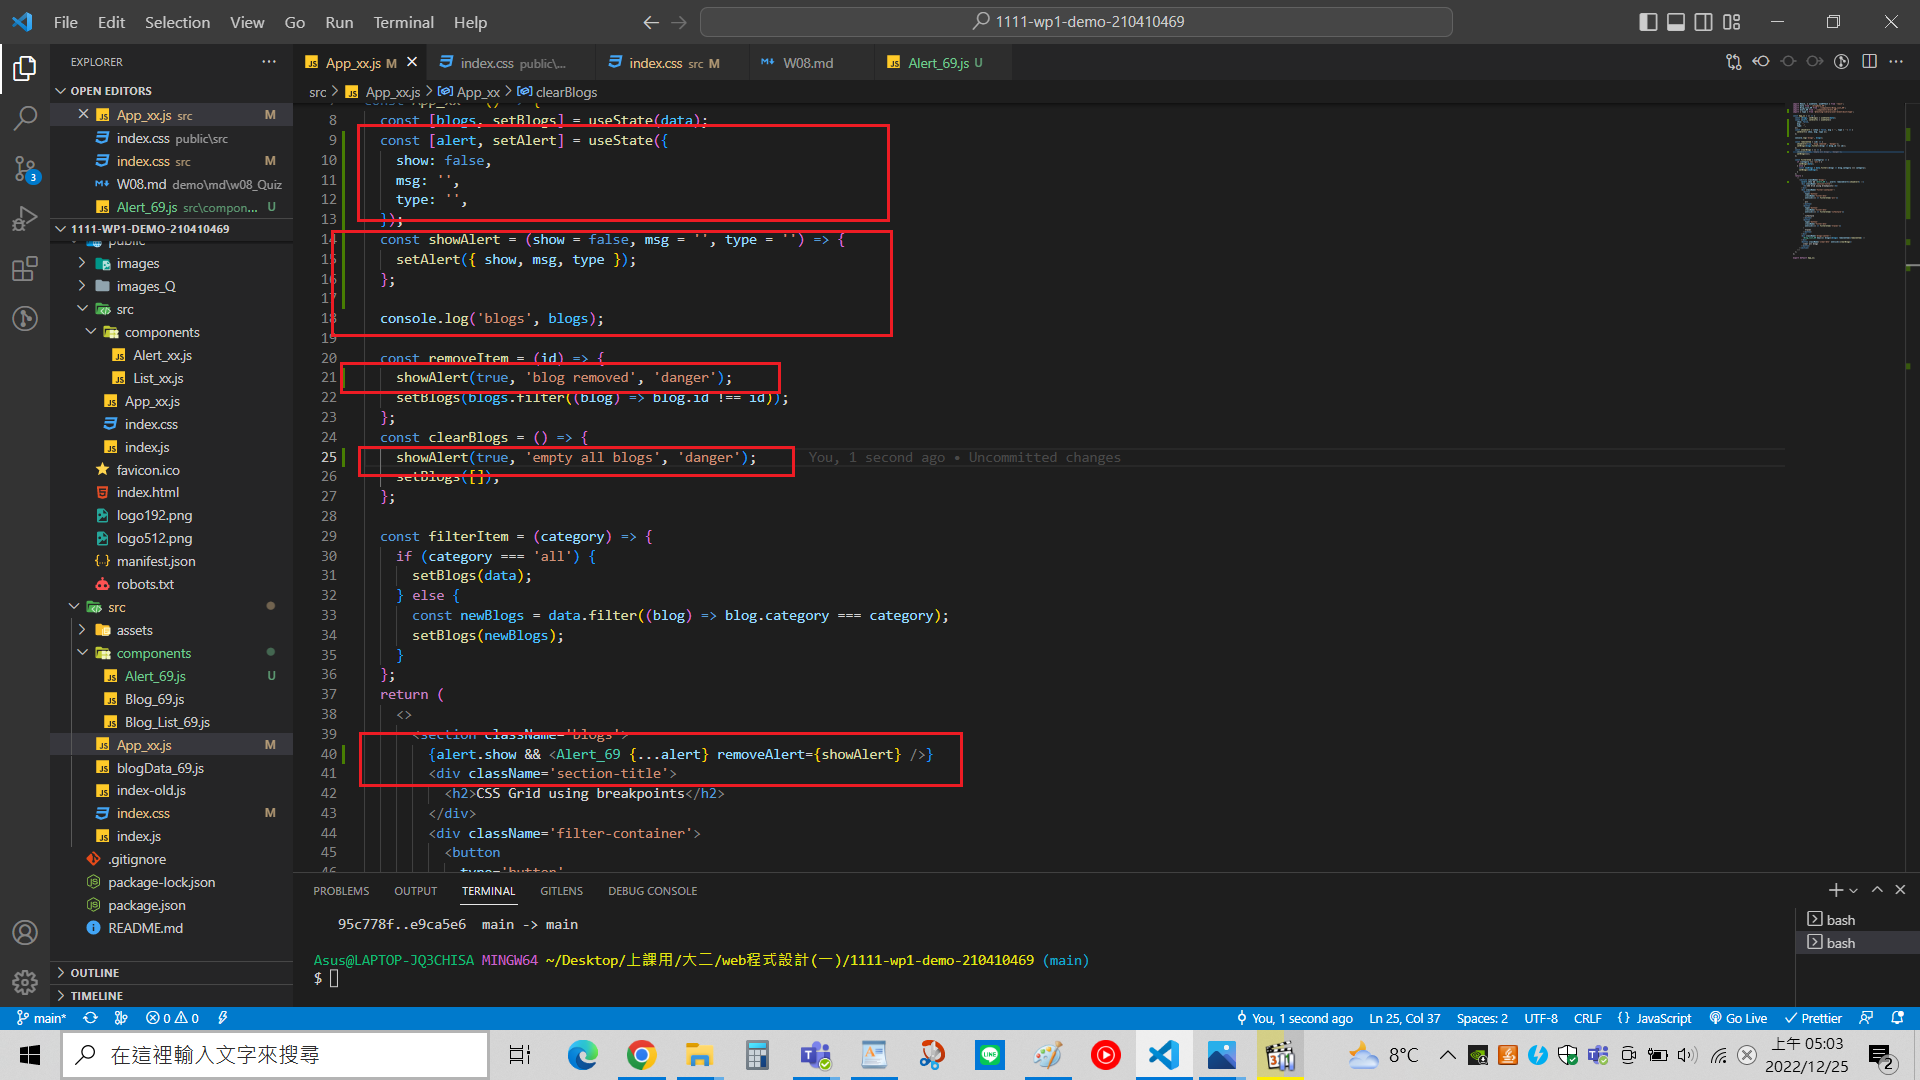 File Edit Selection View Go Run Terminal Help
1111-wp1-demo-210410469
EXPLORER
OPEN EDITORS
App_xx.js src M
index.css public\src
index.css src M
W08.md demo\md\w08_Quiz
Alert_69.js src\compon... U
1111-WP1-DEMO-210410469
public
images
images_Q
src
components
Alert_xx.js
List_xx.js
App_xx.js
index.css
index.js
favicon.ico
index.html
logo192.png
logo512.png
manifest.json
robots.txt
src
assets
components
Alert_69.js U
Blog_69.js
Blog_List_69.js
App_xx.js M
blogData_69.js
index-old.js
index.css M
index.js
.gitignore
package-lock.json
package.json
README.md
OUTLINE
TIMELINE
3
App_xx.js M
index.css public\...
index.css src M
W08.md
Alert_69.js U
src > App_xx.js > App_xx > clearBlogs
8 const [blogs, setBlogs] = useState(data);
9 const [alert, setAlert] = useState({
10 show: false,
11 msg: '',
12 type: '',
13 });
14 const showAlert = (show = false, msg = '', type = '') => {
15 setAlert({ show, msg, type });
16 };
17
18 console.log('blogs', blogs);
19
20 const removeItem = (id) => {
21 showAlert(true, 'blog removed', 'danger');
22 setBlogs(blogs.filter((blog) => blog.id !== id));
23 };
24 const clearBlogs = () => {
25 showAlert(true, 'empty all blogs', 'danger'); You, 1 second ago • Uncommitted changes
26 setBlogs([]);
27 };
28
29 const filterItem = (category) => {
30 if (category === 'all') {
31 setBlogs(data);
32 } else {
33 const newBlogs = data.filter((blog) => blog.category === category);
34 setBlogs(newBlogs);
35 }
36 };
37 return (
38 <>
39 <section className='blogs'>
40 {alert.show && <Alert_69 {...alert} removeAlert={showAlert} />}
41 <div className='section-title'>
42 <h2>CSS Grid using breakpoints</h2>
43 </div>
44 <div className='filter-container'>
45 <button
46 type='button'
PROBLEMS OUTPUT TERMINAL GITLENS DEBUG CONSOLE
95c778f..e9ca5e6 main -> main
Asus@LAPTOP-JQ3CHISA MINGW64 ~/Desktop/上課用/大二/web程式設計(一)/1111-wp1-demo-210410469 (main)
$
bash
bash
main* 0 0 You, 1 second ago Ln 25, Col 37 Spaces: 2 UTF-8 CRLF {} JavaScript Go Live Prettier
在這裡輸入文字來搜尋
8°C
上午 05:03
2022/12/25
2